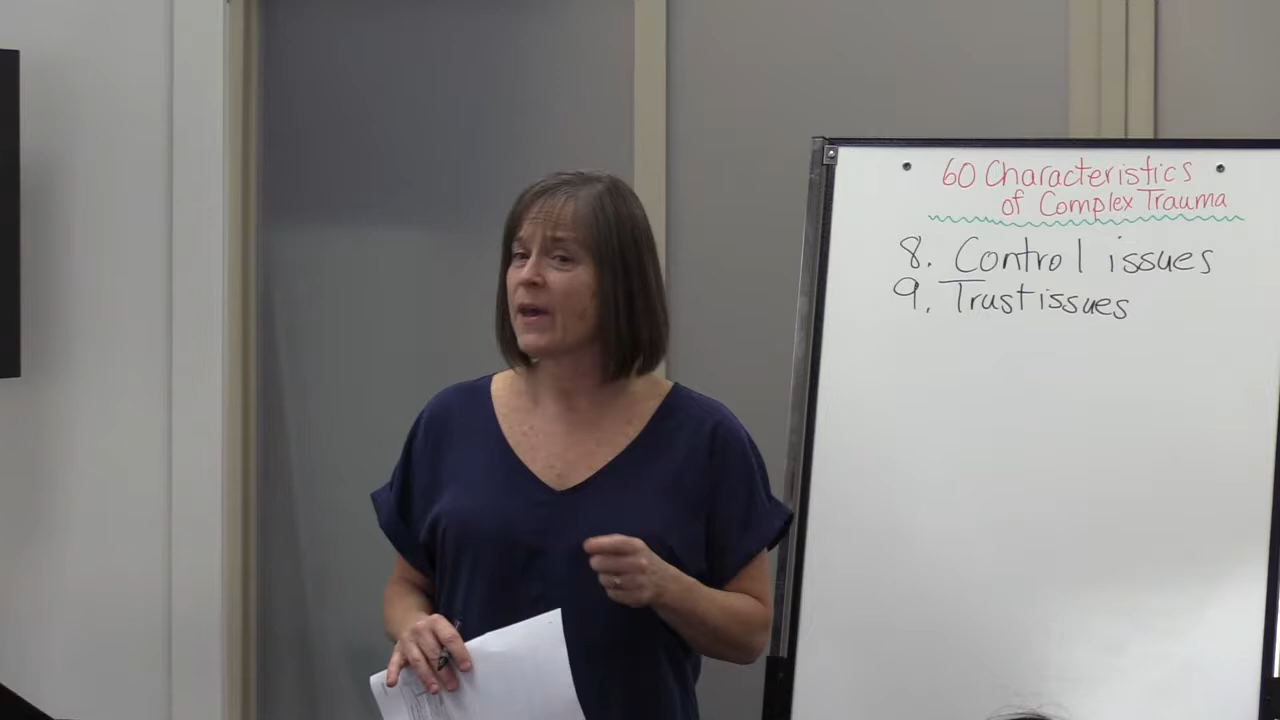 60 Characteristics
of Complex Trauma
8. Control issues
9. Trust issues